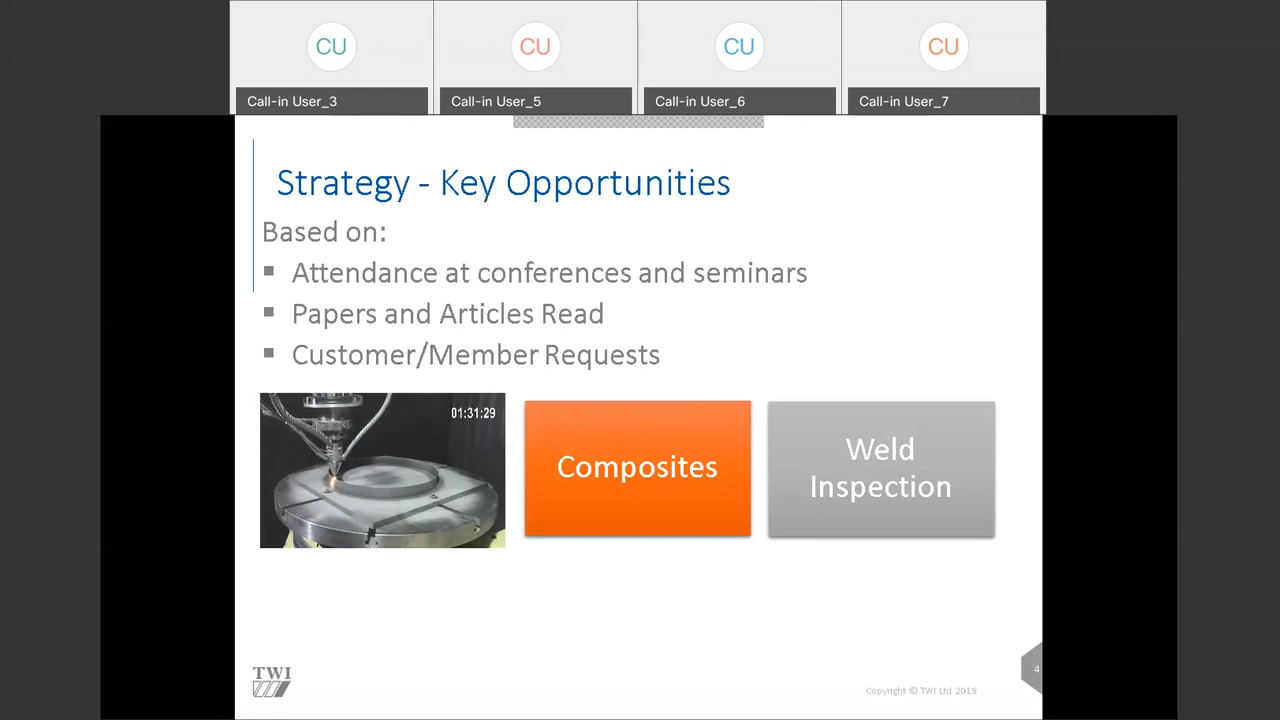 CU
CU
CU
CU
Call-in User_3
Call-in User_5
Call-in User_6
Call-in User_7
Strategy - Key Opportunities
Based on:
Attendance at conferences and seminars
Papers and Articles Read
Customer/Member Requests
01:31:29
Composites
Weld
Inspection
TWI
4
Copyright © TWI Ltd 2019